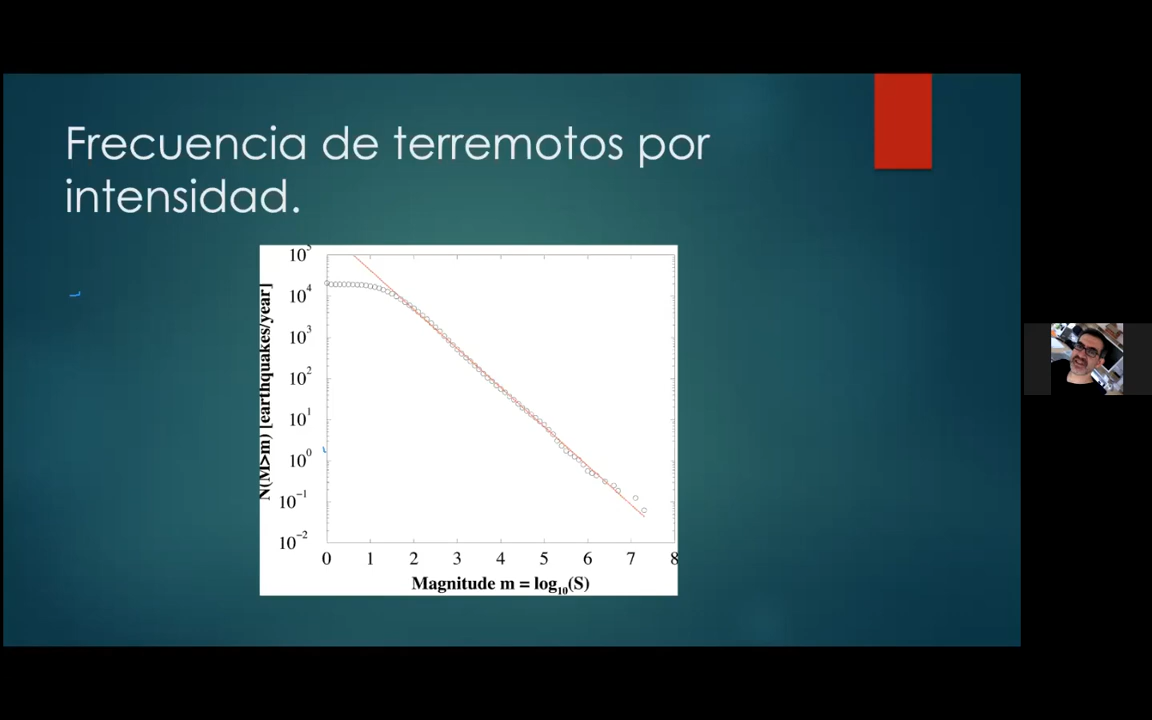 Frecuencia de terremotos por
intensidad.
N(M>m) [earthquakes/year]
10^5
10^4
10^3
10^2
10^1
10^0
10^−1
10^−2
0 1 2 3 4 5 6 7 8
Magnitude m = log10(S)